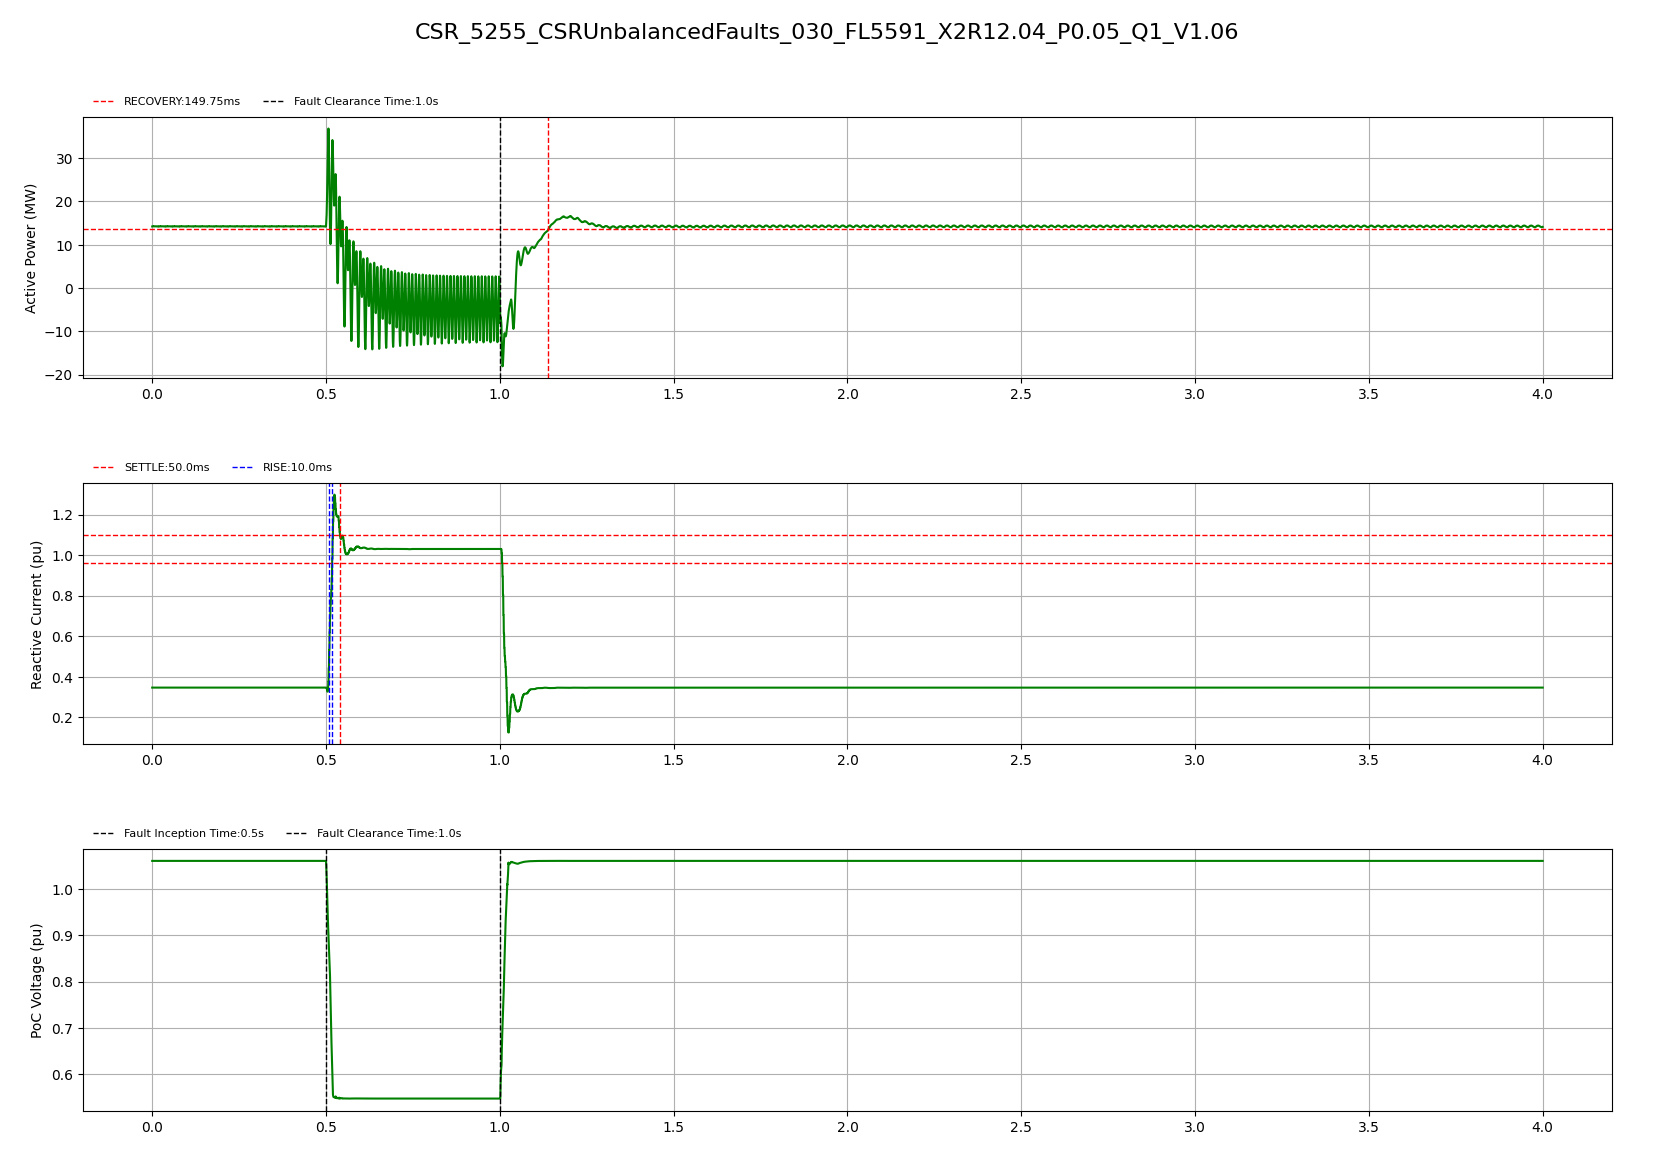 CSR_5255_CSRUnbalancedFaults_030_FL5591_X2R12.04_P0.05_Q1_V1.06
RECOVERY:149.75ms Fault Clearance Time:1.0s
Active Power (MW)
30
20
10
0
−10
−20
0.0 0.5 1.0 1.5 2.0 2.5 3.0 3.5 4.0
SETTLE:50.0ms RISE:10.0ms
Reactive Current (pu)
1.2
1.0
0.8
0.6
0.4
0.2
0.0 0.5 1.0 1.5 2.0 2.5 3.0 3.5 4.0
Fault Inception Time:0.5s Fault Clearance Time:1.0s
PoC Voltage (pu)
1.0
0.9
0.8
0.7
0.6
0.0 0.5 1.0 1.5 2.0 2.5 3.0 3.5 4.0